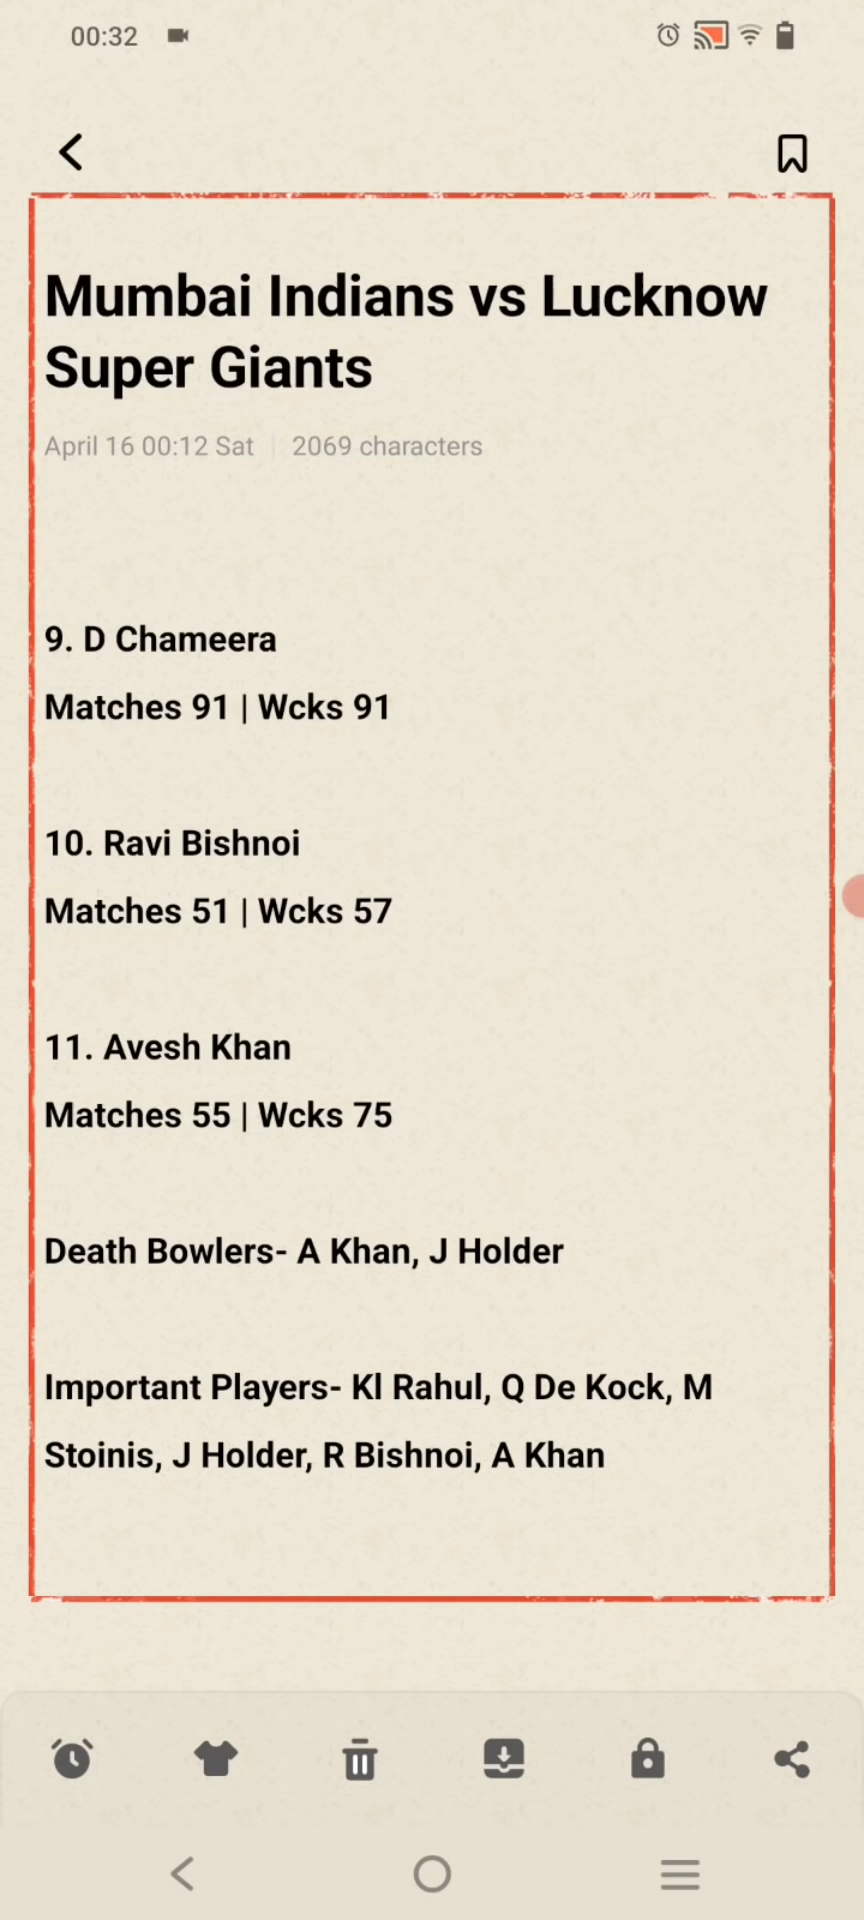 00:32
Mumbai Indians vs Lucknow
Super Giants
April 16 00:12 Sat | 2069 characters
9. D Chameera
Matches 91 | Wcks 91
10. Ravi Bishnoi
Matches 51 | Wcks 57
11. Avesh Khan
Matches 55 | Wcks 75
Death Bowlers- A Khan, J Holder
Important Players- Kl Rahul, Q De Kock, M
Stoinis, J Holder, R Bishnoi, A Khan